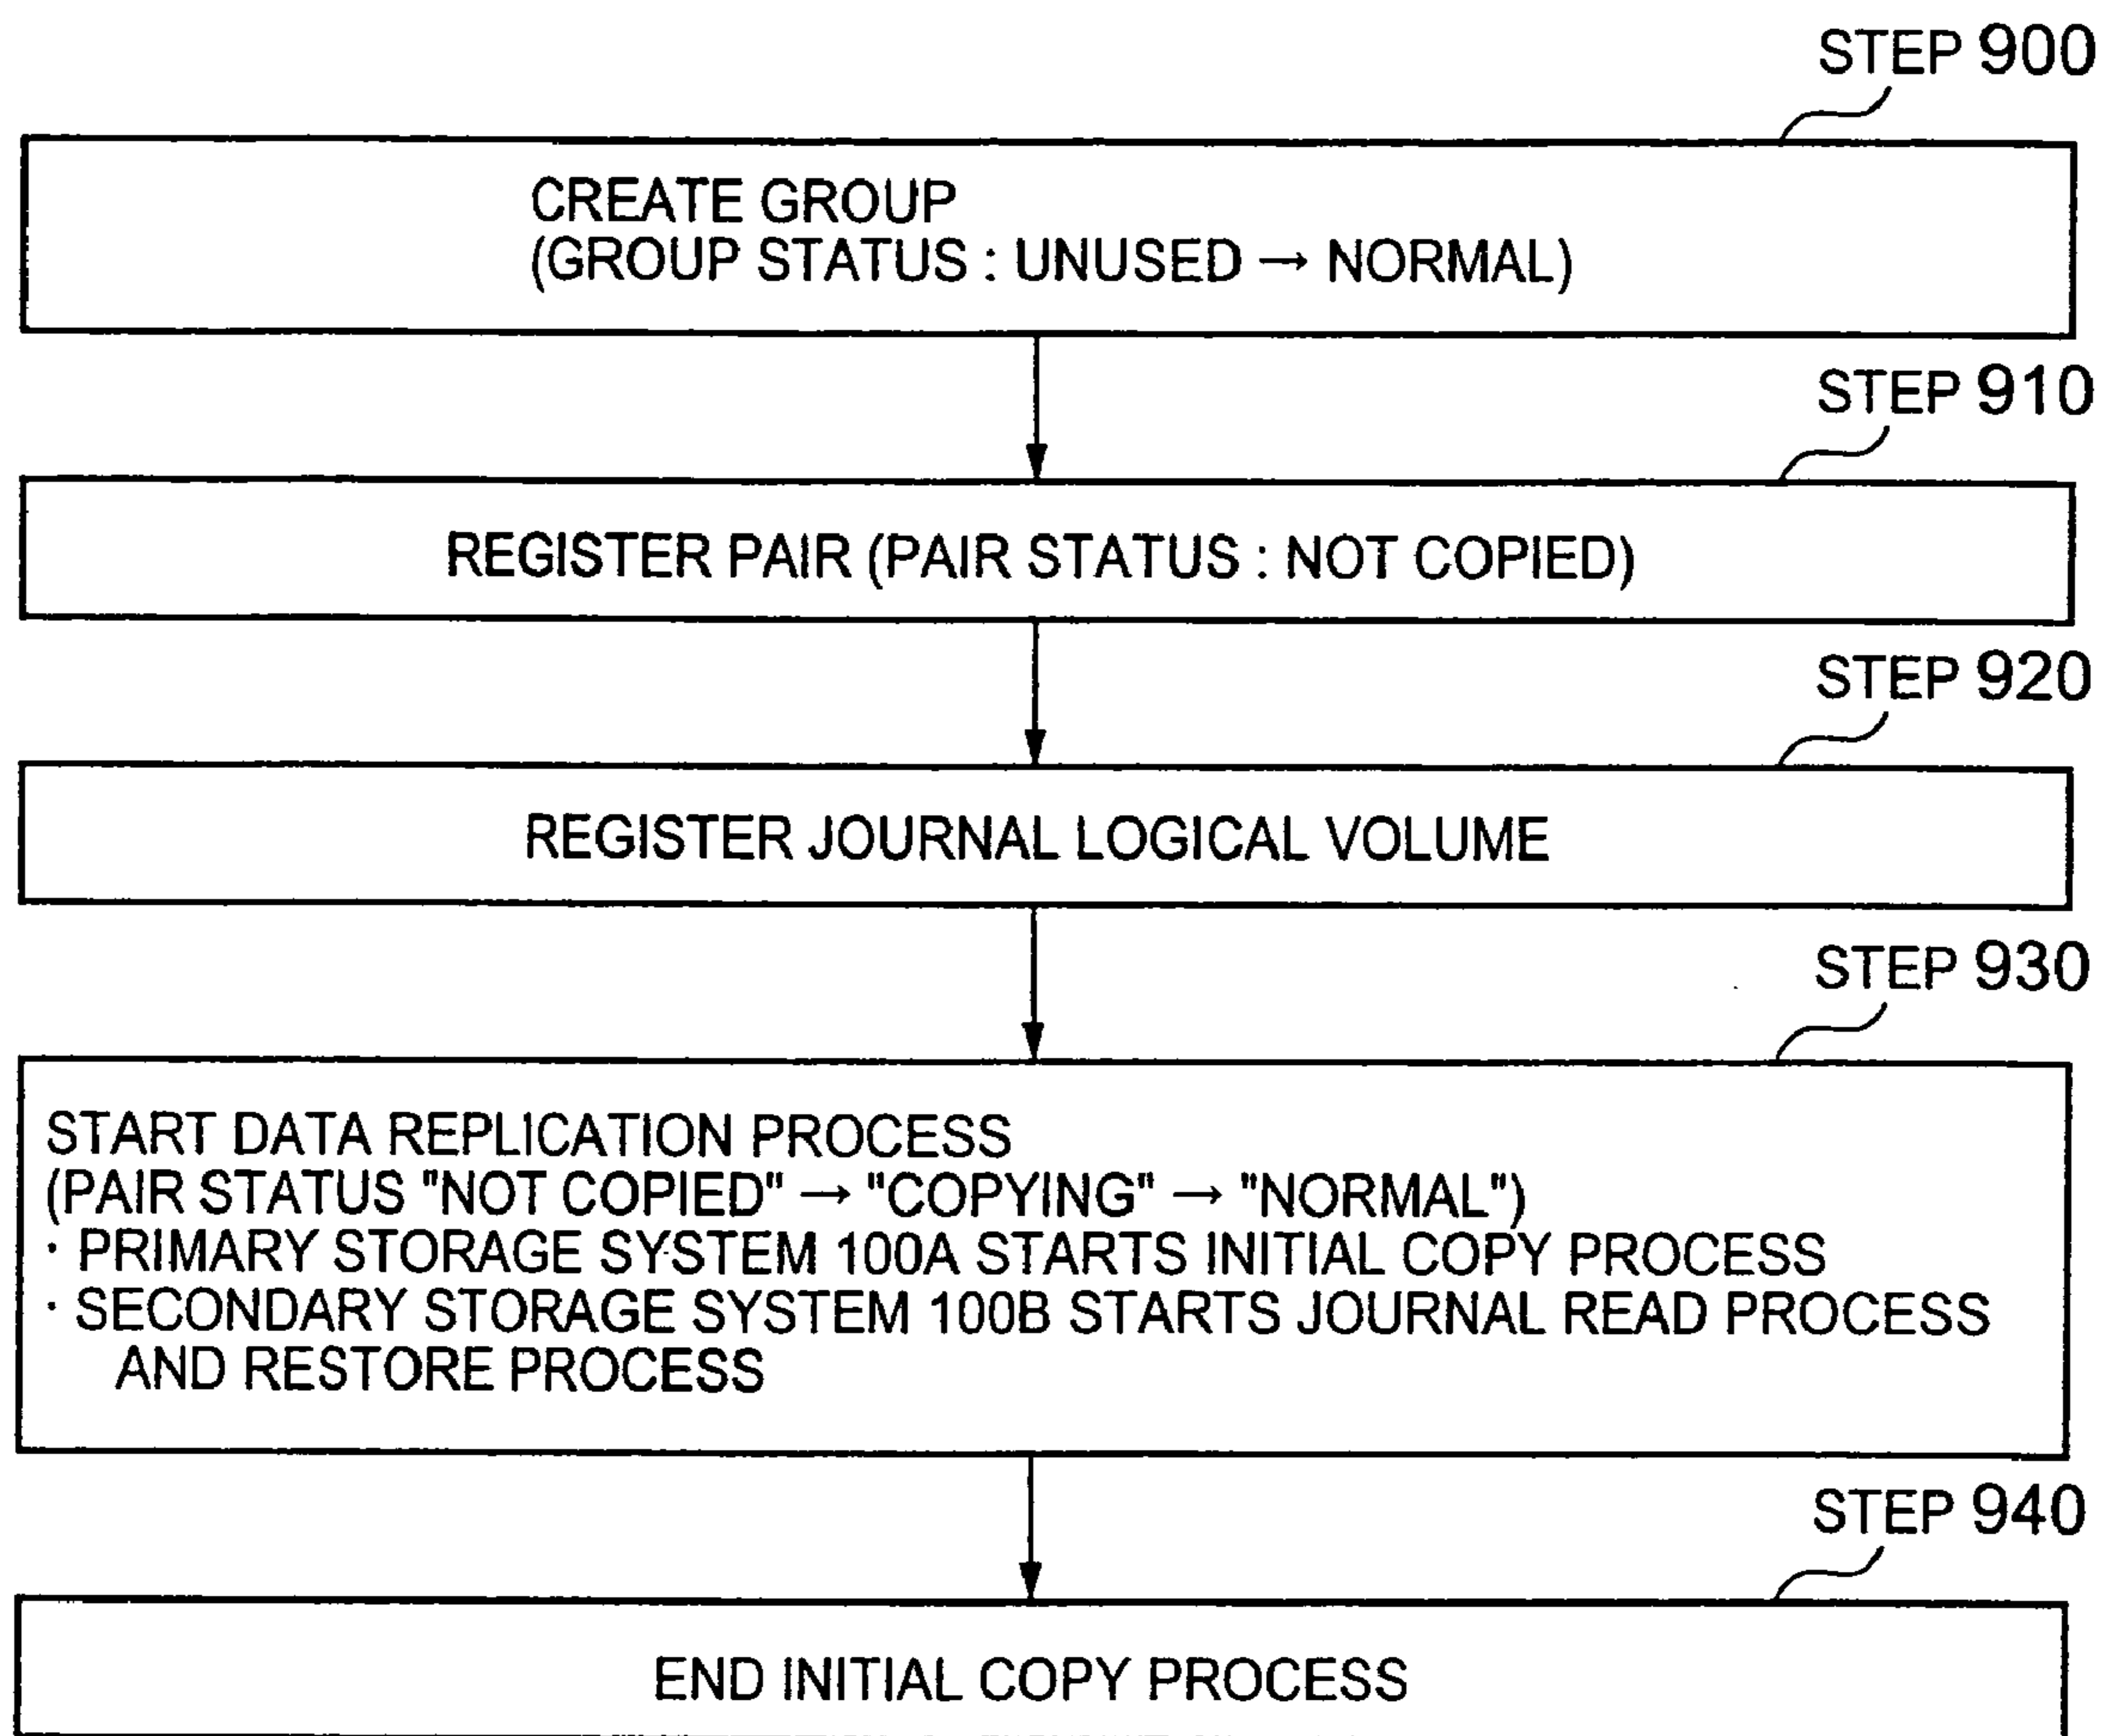 STEP 900
CREATE GROUP
(GROUP STATUS : UNUSED → NORMAL)
STEP 910
REGISTER PAIR (PAIR STATUS : NOT COPIED)
STEP 920
REGISTER JOURNAL LOGICAL VOLUME
STEP 930
START DATA REPLICATION PROCESS
(PAIR STATUS "NOT COPIED" → "COPYING" → "NORMAL")
· PRIMARY STORAGE SYSTEM 100A STARTS INITIAL COPY PROCESS
· SECONDARY STORAGE SYSTEM 100B STARTS JOURNAL READ PROCESS
AND RESTORE PROCESS
STEP 940
END INITIAL COPY PROCESS